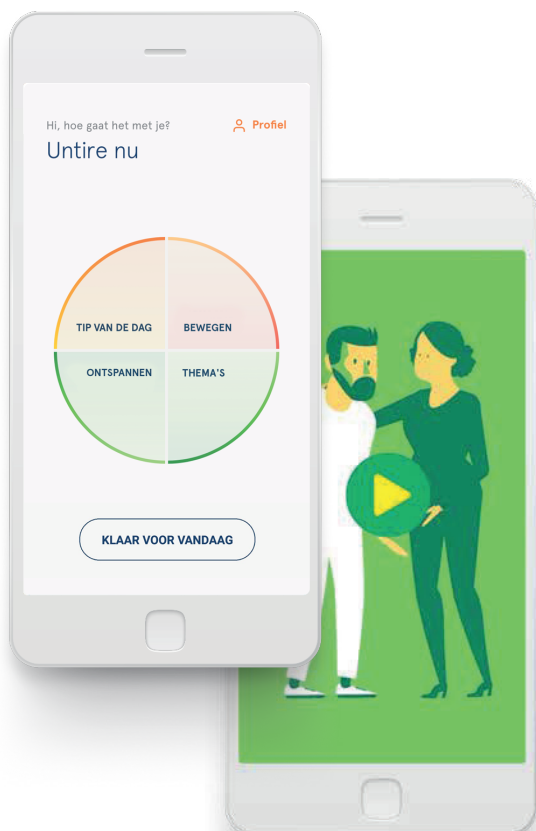 Hi, hoe gaat het met je?
Profiel
Untire nu
TIP VAN DE DAG
BEWEGEN
ONTSPANNEN
THEMA'S
KLAAR VOOR VANDAAG